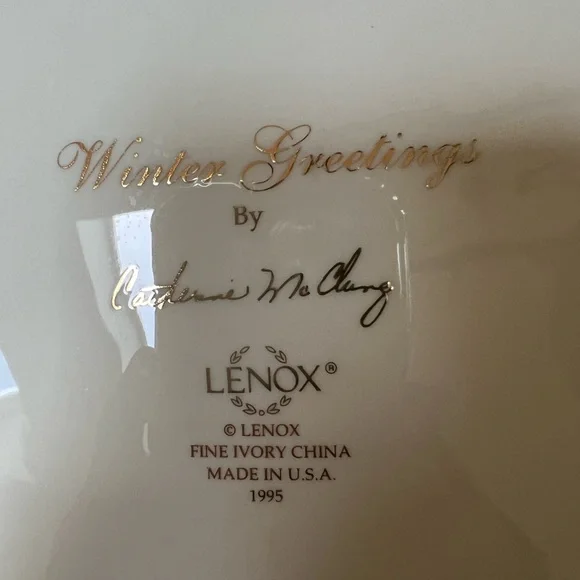 Winter Greetings
By
Catherine McClung
LENOX®
© LENOX
FINE IVORY CHINA
MADE IN U.S.A.
1995